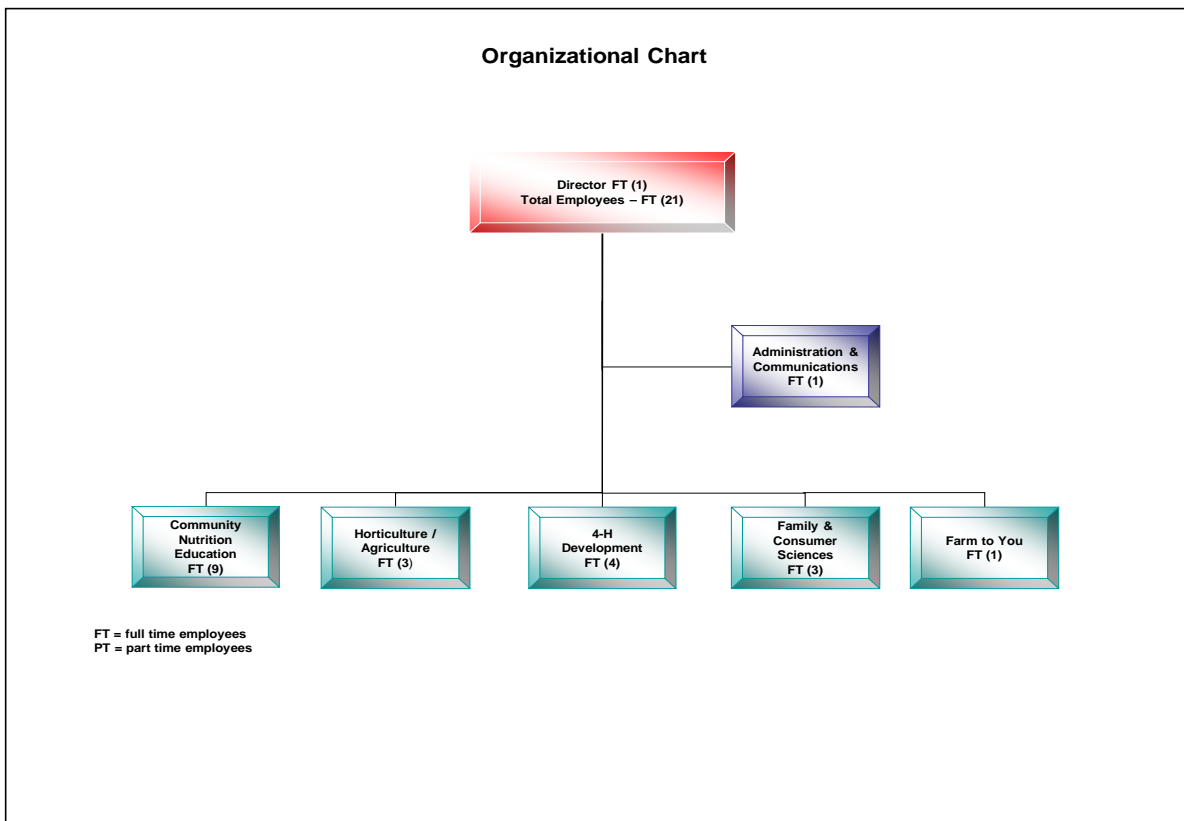 Organizational Chart
Director FT (1)
Total Employees – FT (21)
Administration &
Communications
FT (1)
Community
Nutrition
Education
FT (9)
Horticulture /
Agriculture
FT (3)
4-H
Development
FT (4)
Family &
Consumer
Sciences
FT (3)
Farm to You
FT (1)
FT = full time employees
PT = part time employees